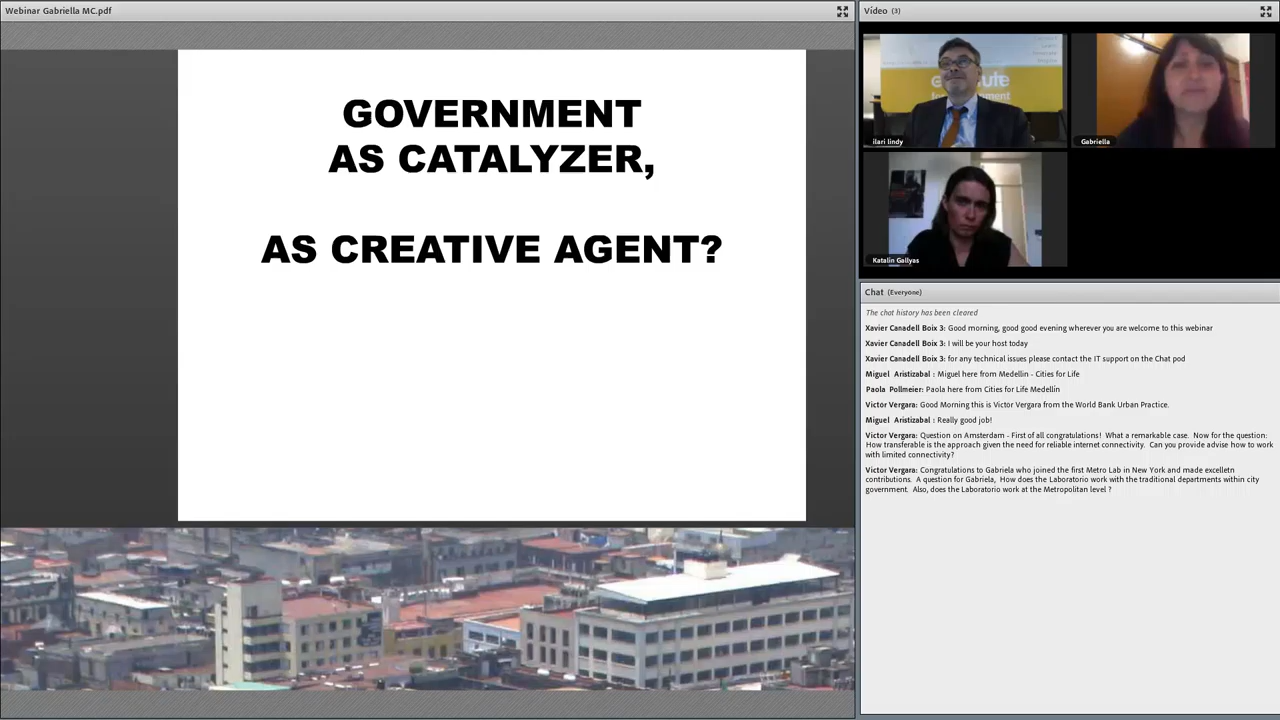 Webinar Gabriella MC.pdf
GOVERNMENT
AS CATALYZER,
AS CREATIVE AGENT?
Vídeo (3)
ilari lindy
Gabriella
Katalin Gallyas
Chat (Everyone)
The chat history has been cleared
Xavier Canadell Boix 3: Good morning, good good evening wherever you are welcome to this webinar
Xavier Canadell Boix 3: I will be your host today
Xavier Canadell Boix 3: for any technical issues please contact the IT support on the Chat pod
Miguel Aristizabal : Miguel here from Medellin - Cities for Life
Paola Pollmeier: Paola here from Cities for Life Medellín
Victor Vergara: Good Morning this is Victor Vergara from the World Bank Urban Practice.
Miguel Aristizabal : Really good job!
Victor Vergara: Question on Amsterdam - First of all congratulations! What a remarkable case. Now for the question:
How transferable is the approach given the need for reliable internet connectivity. Can you provide advise how to work
with limited connectivity?
Victor Vergara: Congratulations to Gabriela who joined the first Metro Lab in New York and made excelletn
contributions. A question for Gabriela, How does the Laboratorio work with the traditional departments within city
government. Also, does the Laboratorio work at the Metropolitan level ?